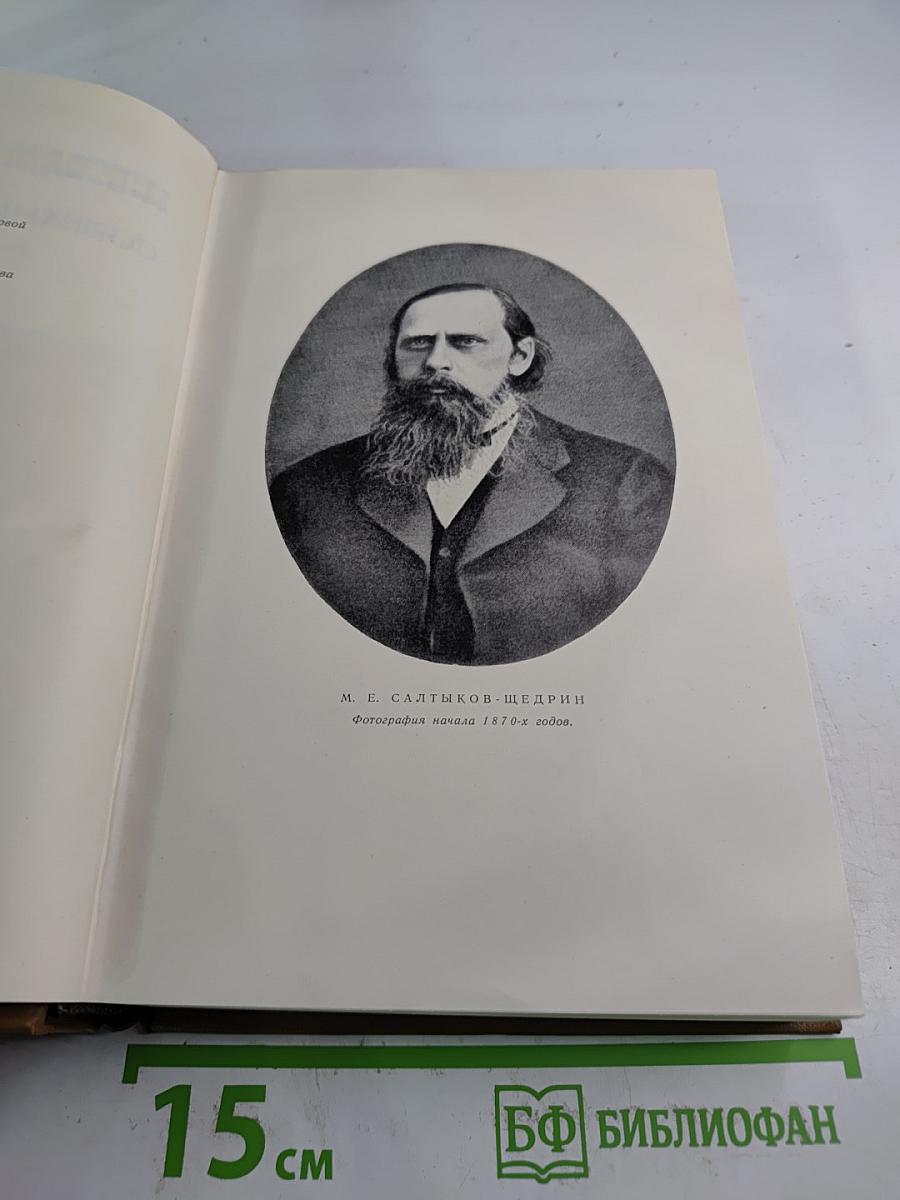 М. Е. САЛТЫКОВ-ЩЕДРИН
Фотография начала 1870-х годов.
15 см
БФ БИБЛИОФАН